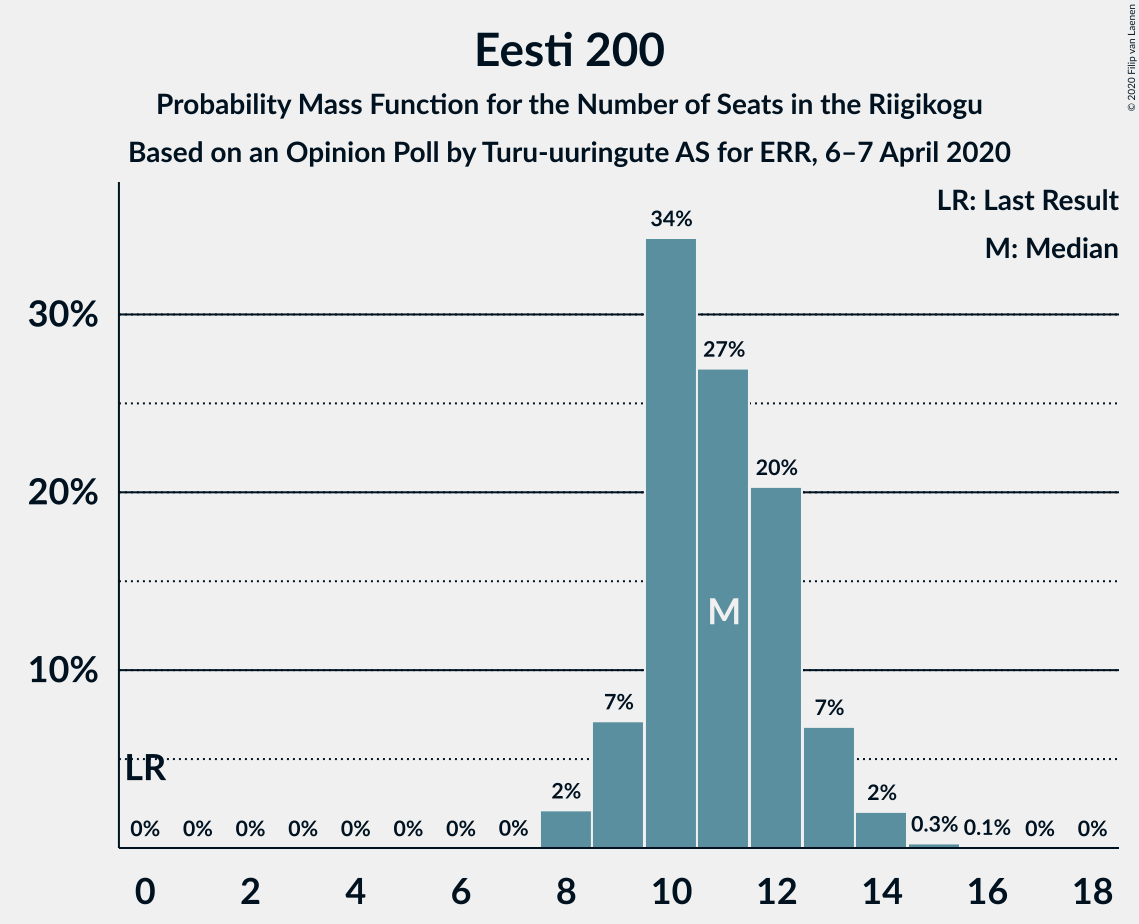 Eesti 200
Probability Mass Function for the Number of Seats in the Riigikogu
Based on an Opinion Poll by Turu-uuringute AS for ERR, 6–7 April 2020
© 2020 Filip van Laenen
LR: Last Result
M: Median
34%
30%
27%
20%
20%
M
10%
7%
7%
LR
2%
2%
0% 0% 0% 0% 0% 0% 0% 0% 0.3% 0.1% 0% 0%
0 2 4 6 8 10 12 14 16 18